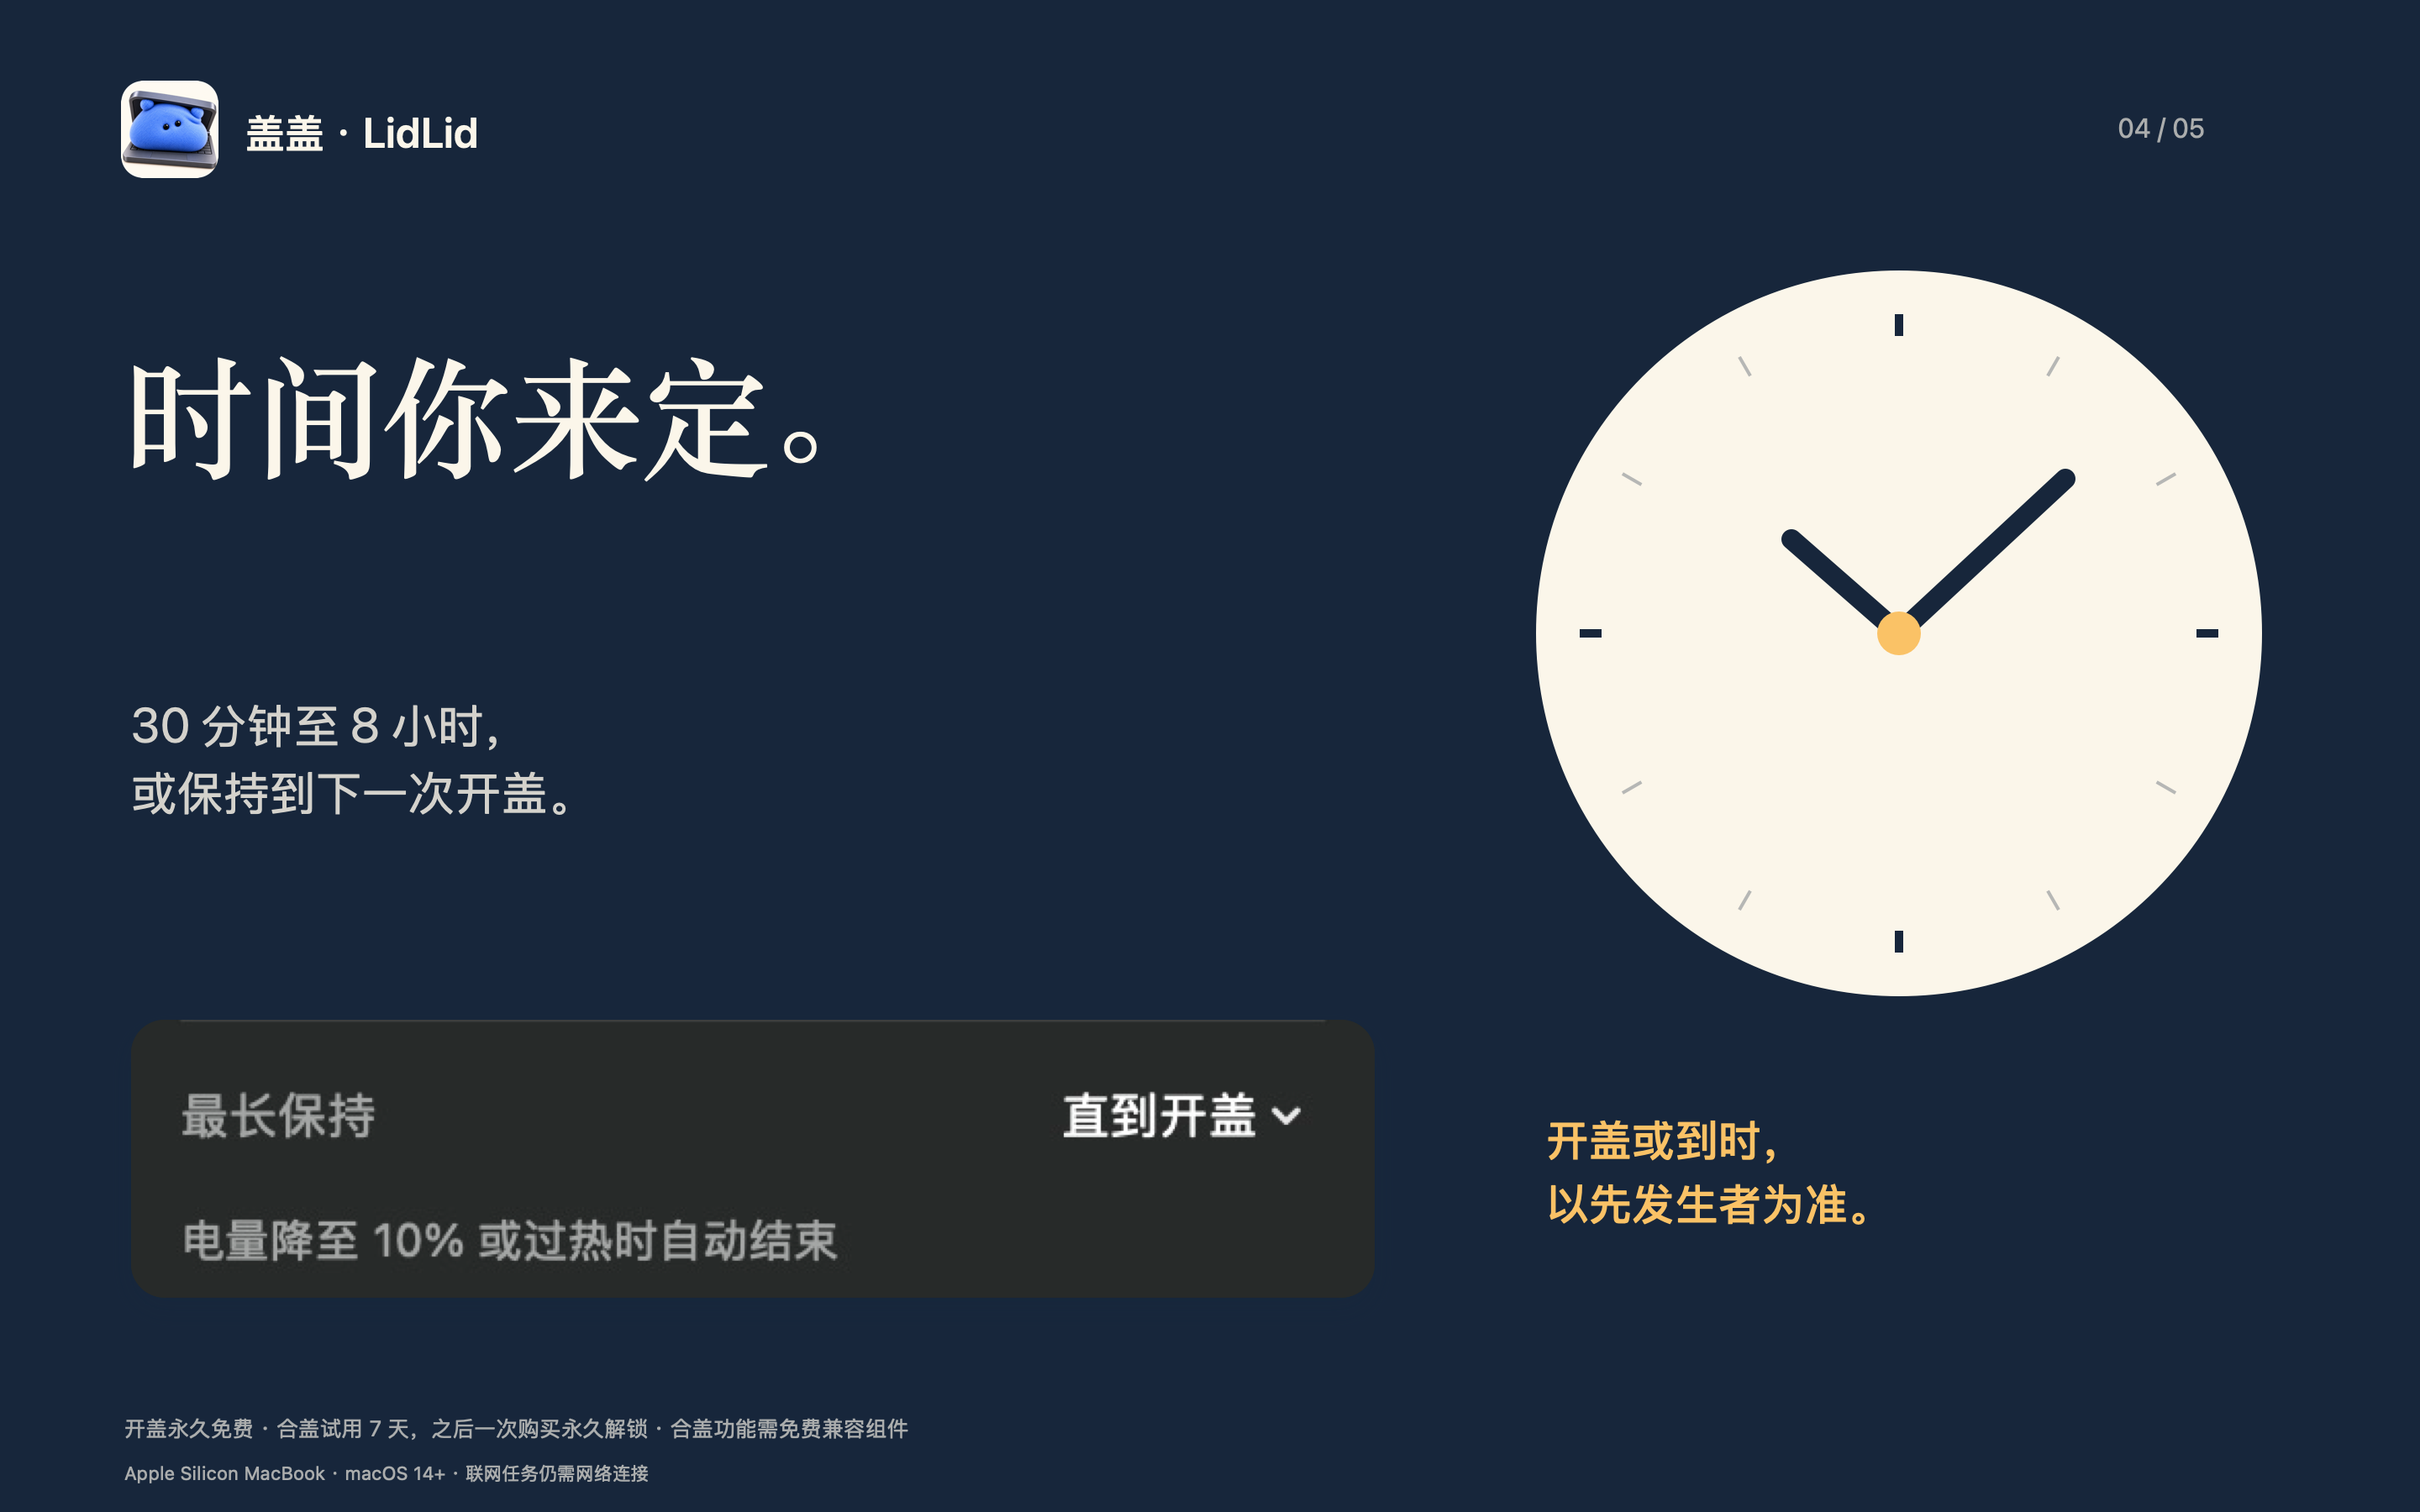 盖盖 · LidLid
04 / 05
时间你来定。
30 分钟至 8 小时，
或保持到下一次开盖。
最长保持
直到开盖
电量降至 10% 或过热时自动结束
开盖或到时，
以先发生者为准。
开盖永久免费 · 合盖试用 7 天，之后一次购买永久解锁 · 合盖功能需免费兼容组件
Apple Silicon MacBook · macOS 14+ · 联网任务仍需网络连接